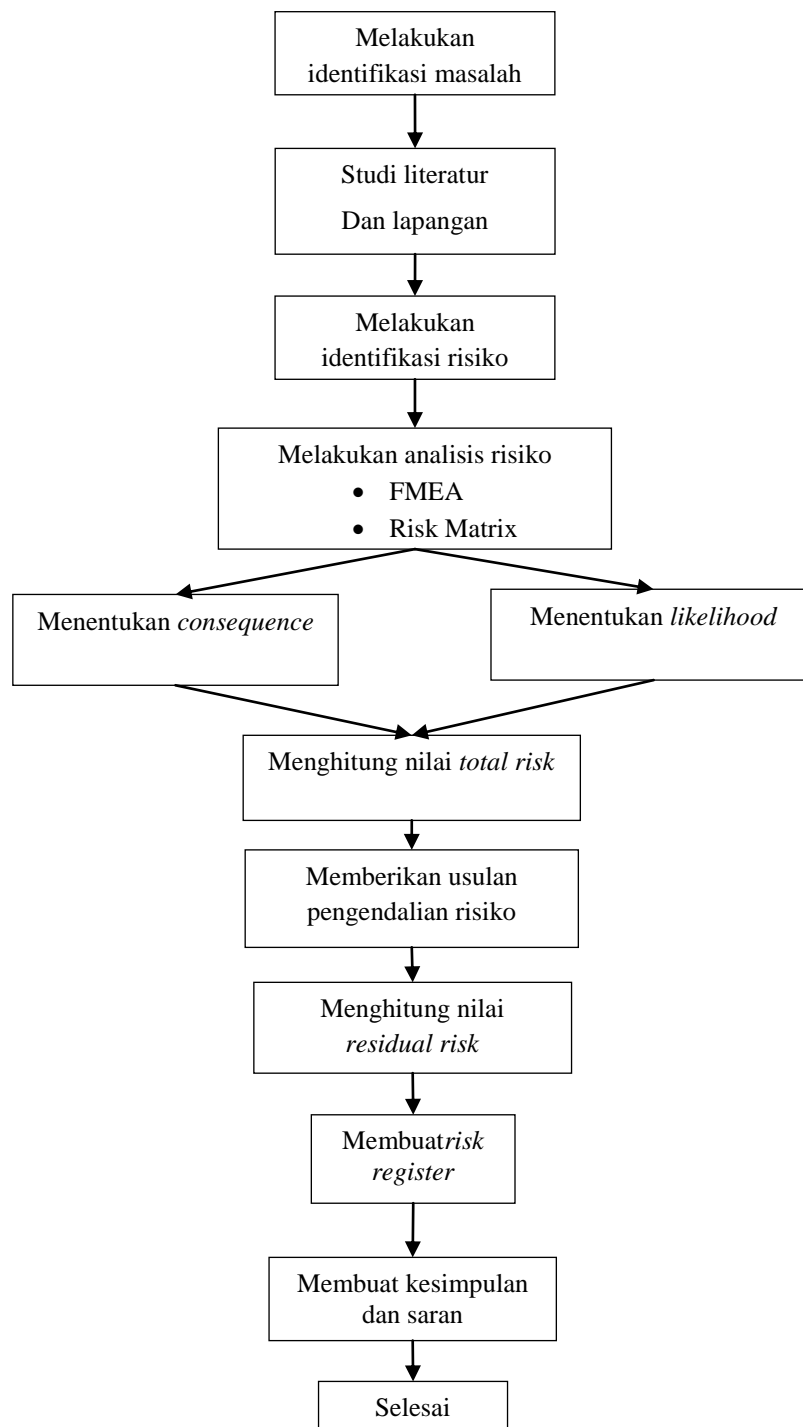 Melakukan
identifikasi masalah
Studi literatur
Dan lapangan
Melakukan
identifikasi risiko
Melakukan analisis risiko
• FMEA
• Risk Matrix
Menentukan consequence
Menentukan likelihood
Menghitung nilai total risk
Memberikan usulan
pengendalian risiko
Menghitung nilai
residual risk
Membuatrisk
register
Membuat kesimpulan
dan saran
Selesai